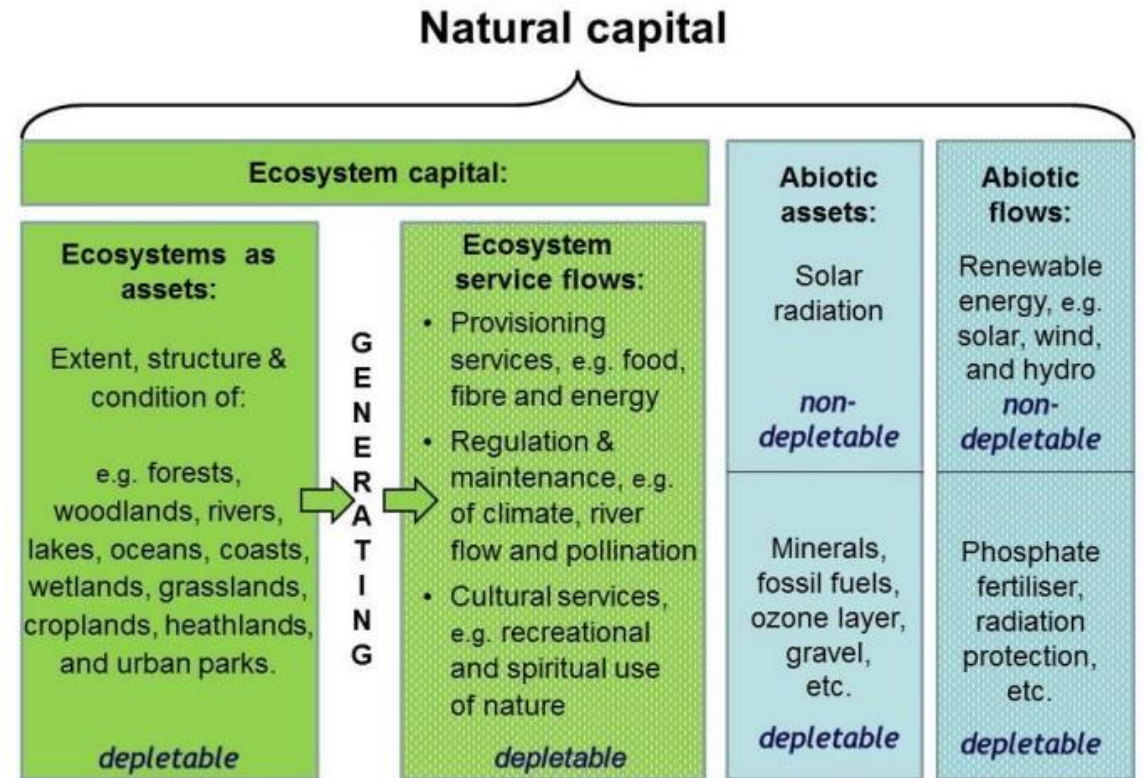 Natural capital
Ecosystem capital:
Ecosystems as
assets:
Extent, structure &
condition of:
e.g. forests,
woodlands, rivers,
lakes, oceans, coasts,
wetlands, grasslands,
croplands, heathlands,
and urban parks.
depletable
GENERATING
Ecosystem
service flows:
• Provisioning
services, e.g. food,
fibre and energy
• Regulation &
maintenance, e.g.
of climate, river
flow and pollination
• Cultural services,
e.g. recreational
and spiritual use
of nature
depletable
Abiotic
assets:
Solar
radiation
non-
depletable
Minerals,
fossil fuels,
ozone layer,
gravel,
etc.
depletable
Abiotic
flows:
Renewable
energy, e.g.
solar, wind,
and hydro
non-
depletable
Phosphate
fertiliser,
radiation
protection,
etc.
depletable